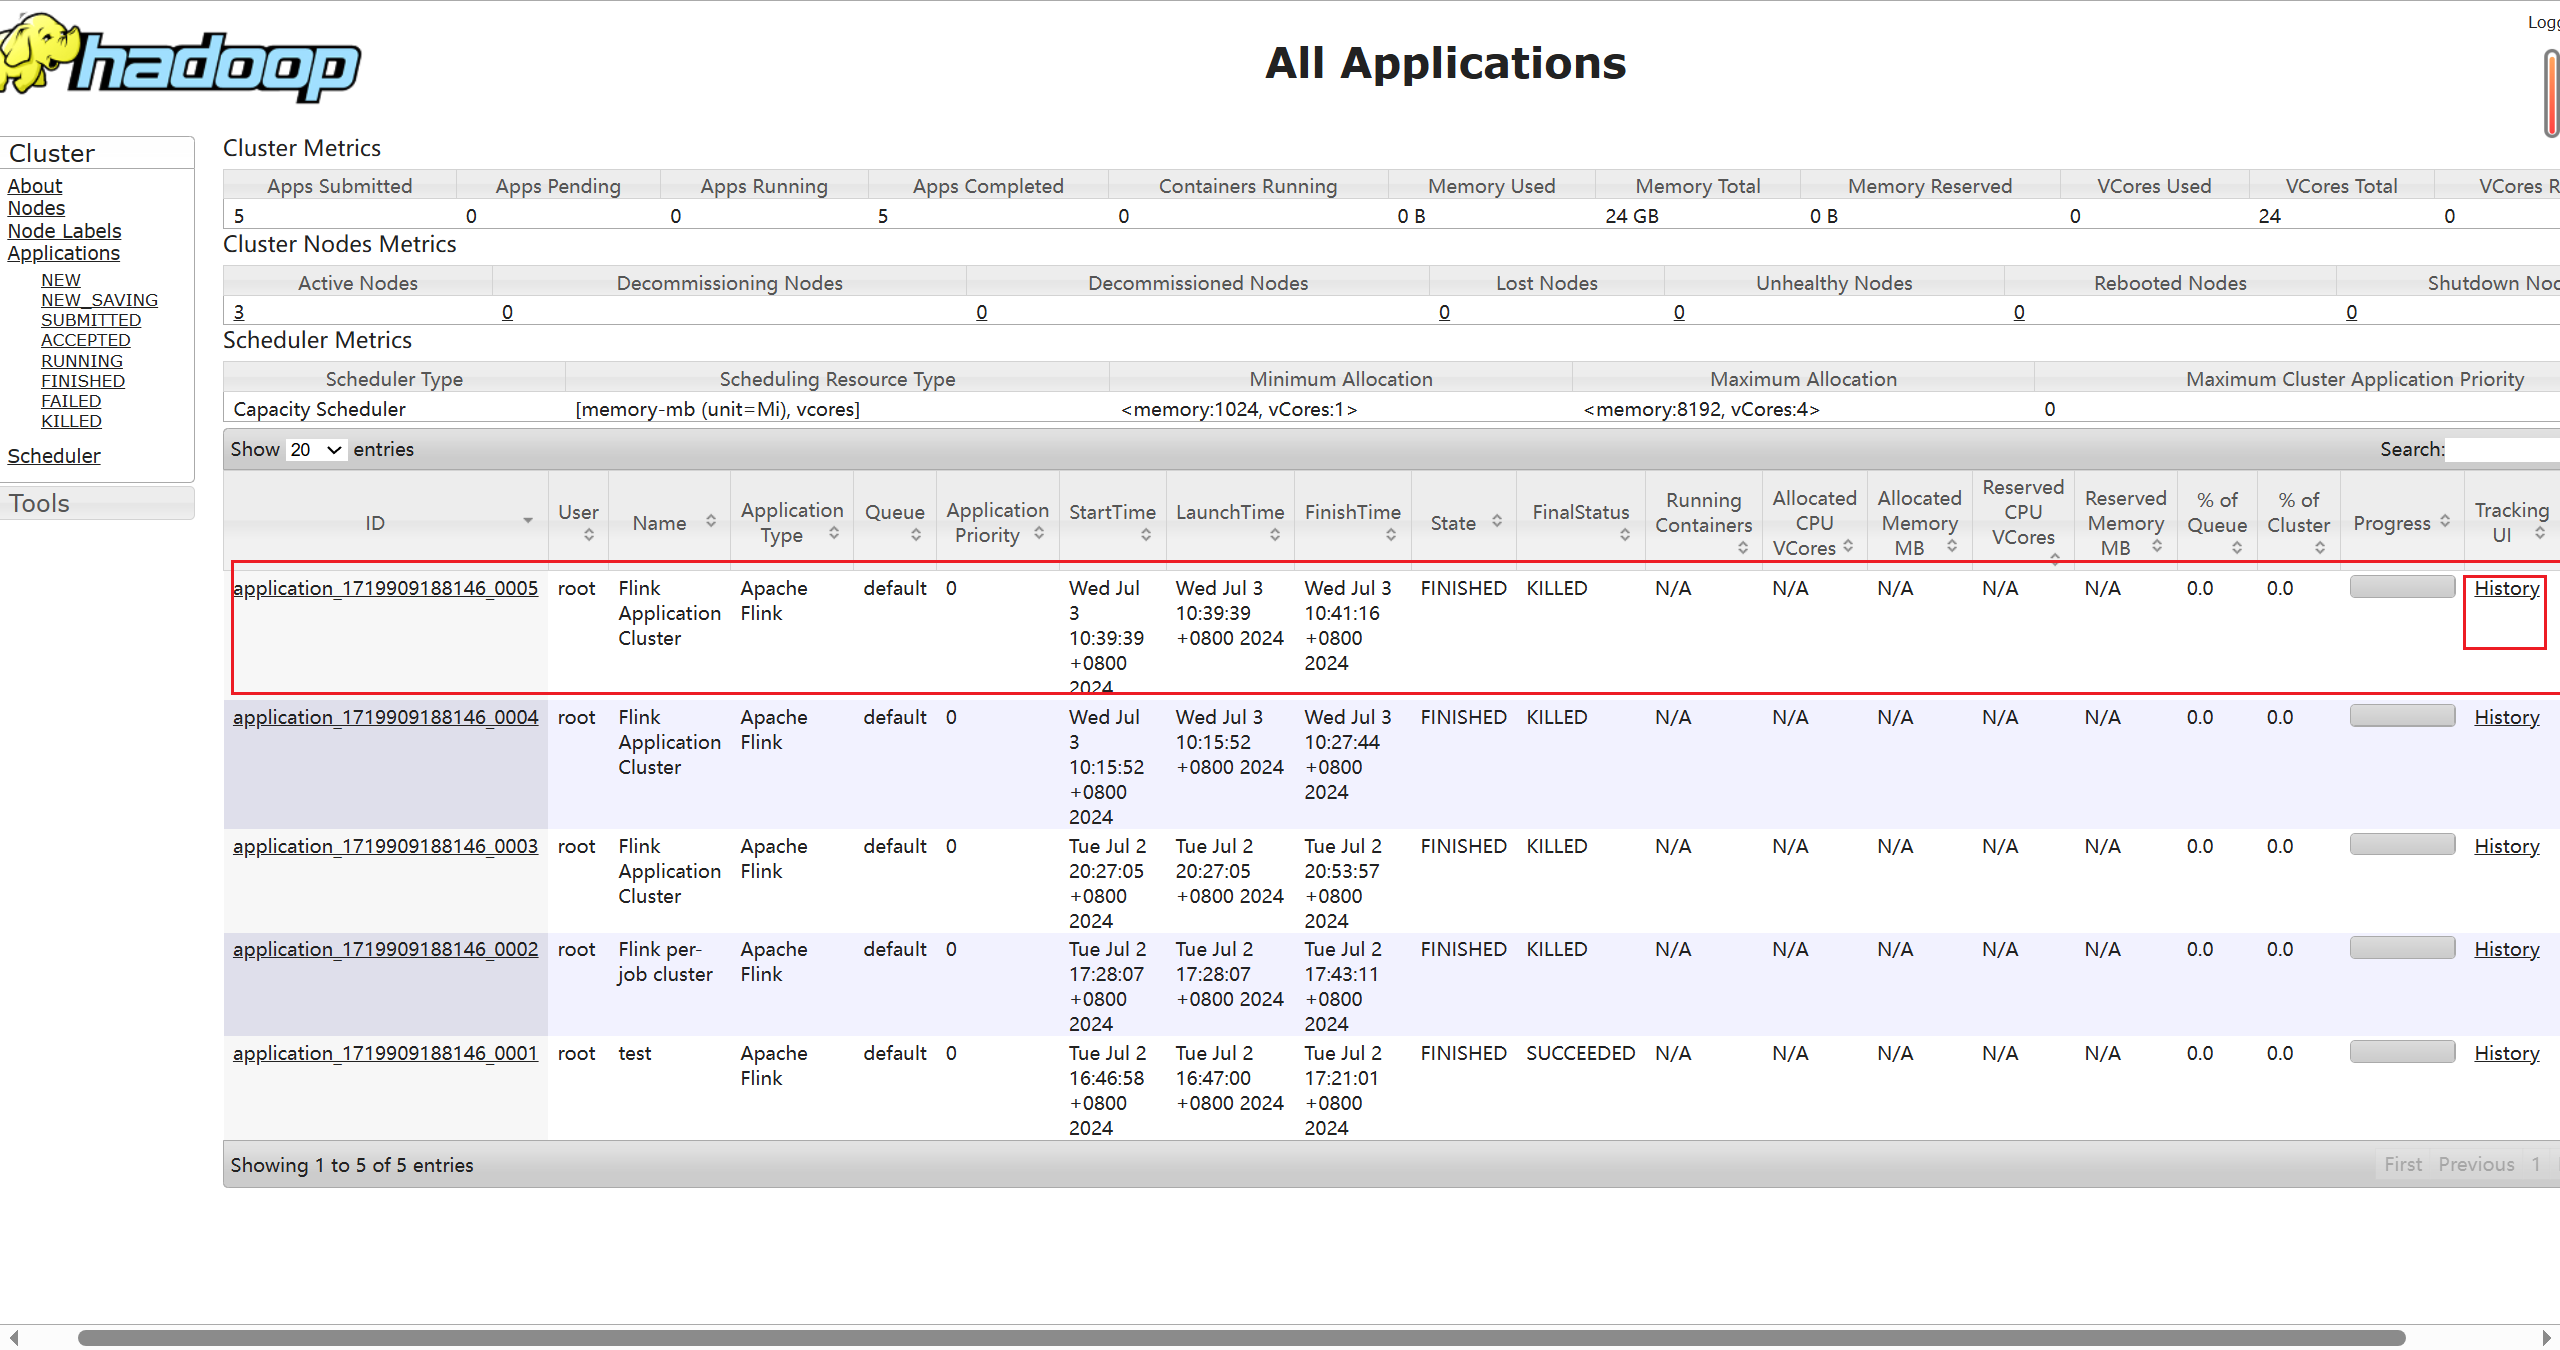 hadoop
Logg
All Applications
Cluster
About
Nodes
Node Labels
Applications
NEW
NEW_SAVING
SUBMITTED
ACCEPTED
RUNNING
FINISHED
FAILED
KILLED
Scheduler
Tools
Cluster Metrics
Apps Submitted Apps Pending Apps Running Apps Completed Containers Running Memory Used Memory Total Memory Reserved VCores Used VCores Total VCores R
5 0 0 5 0 0 B 24 GB 0 B 0 24 0
Cluster Nodes Metrics
Active Nodes Decommissioning Nodes Decommissioned Nodes Lost Nodes Unhealthy Nodes Rebooted Nodes Shutdown Nod
3 0 0 0 0 0 0
Scheduler Metrics
Scheduler Type Scheduling Resource Type Minimum Allocation Maximum Allocation Maximum Cluster Application Priority
Capacity Scheduler [memory-mb (unit=Mi), vcores] <memory:1024, vCores:1> <memory:8192, vCores:4> 0
Show 20 entries Search:
ID User Name Application Type Queue Application Priority StartTime LaunchTime FinishTime State FinalStatus Running Containers Allocated CPU VCores Allocated Memory MB Reserved CPU VCores Reserved Memory MB % of Queue % of Cluster Progress Tracking UI
application_1719909188146_0005 root Flink Application Cluster Apache Flink default 0 Wed Jul 3 10:39:39 +0800 2024 Wed Jul 3 10:39:39 +0800 2024 Wed Jul 3 10:41:16 +0800 2024 FINISHED KILLED N/A N/A N/A N/A N/A 0.0 0.0 History
application_1719909188146_0004 root Flink Application Cluster Apache Flink default 0 Wed Jul 3 10:15:52 +0800 2024 Wed Jul 3 10:15:52 +0800 2024 Wed Jul 3 10:27:44 +0800 2024 FINISHED KILLED N/A N/A N/A N/A N/A 0.0 0.0 History
application_1719909188146_0003 root Flink Application Cluster Apache Flink default 0 Tue Jul 2 20:27:05 +0800 2024 Tue Jul 2 20:27:05 +0800 2024 Tue Jul 2 20:53:57 +0800 2024 FINISHED KILLED N/A N/A N/A N/A N/A 0.0 0.0 History
application_1719909188146_0002 root Flink per-job cluster Apache Flink default 0 Tue Jul 2 17:28:07 +0800 2024 Tue Jul 2 17:28:07 +0800 2024 Tue Jul 2 17:43:11 +0800 2024 FINISHED KILLED N/A N/A N/A N/A N/A 0.0 0.0 History
application_1719909188146_0001 root test Apache Flink default 0 Tue Jul 2 16:46:58 +0800 2024 Tue Jul 2 16:47:00 +0800 2024 Tue Jul 2 17:21:01 +0800 2024 FINISHED SUCCEEDED N/A N/A N/A N/A N/A 0.0 0.0 History
Showing 1 to 5 of 5 entries First Previous 1